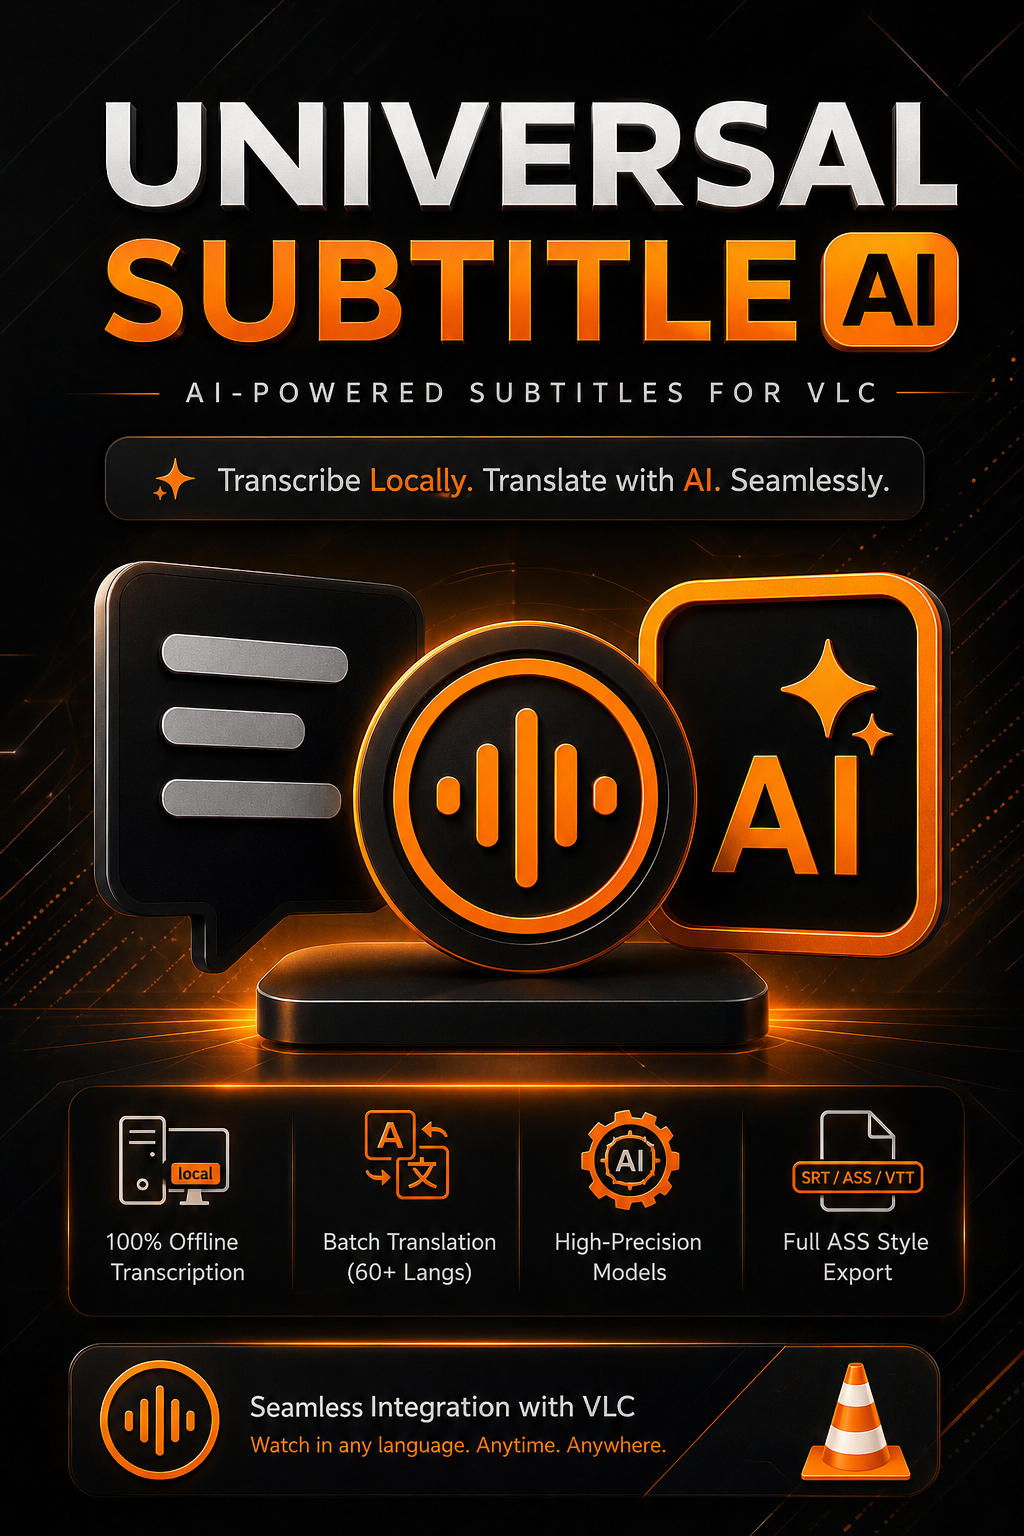 UNIVERSAL
SUBTITLE AI
AI-POWERED SUBTITLES FOR VLC
Transcribe Locally. Translate with AI. Seamlessly.
AI
local
100% Offline
Transcription
A 文
Batch Translation
(60+ Langs)
AI
High-Precision
Models
SRT / ASS / VTT
Full ASS Style
Export
Seamless Integration with VLC
Watch in any language. Anytime. Anywhere.